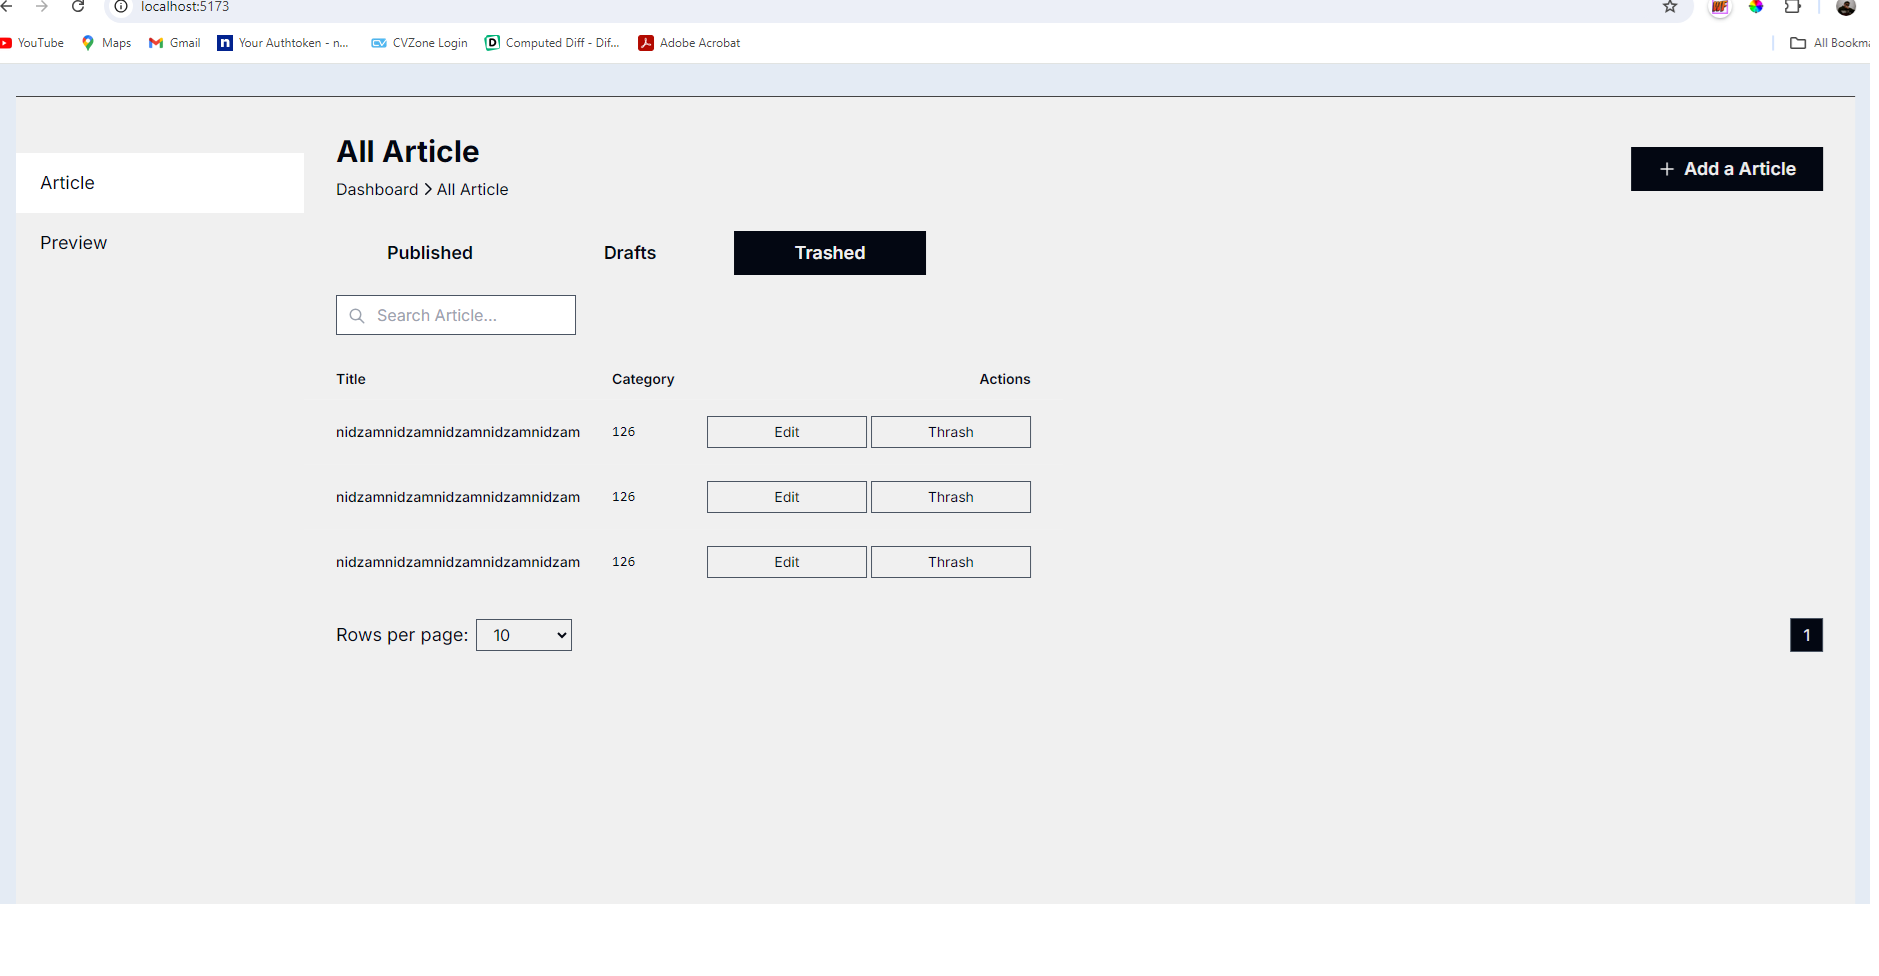 localhost:5173
YouTube Maps Gmail Your Authtoken - n... CVZone Login Computed Diff - Dif... Adobe Acrobat All Bookma
All Article
Dashboard > All Article
+ Add a Article
Article
Preview
Published Drafts Trashed
Search Article...
Title Category Actions
nidzamnidzamnidzamnidzamnidzam 126 Edit Thrash
nidzamnidzamnidzamnidzamnidzam 126 Edit Thrash
nidzamnidzamnidzamnidzamnidzam 126 Edit Thrash
Rows per page: 10 1